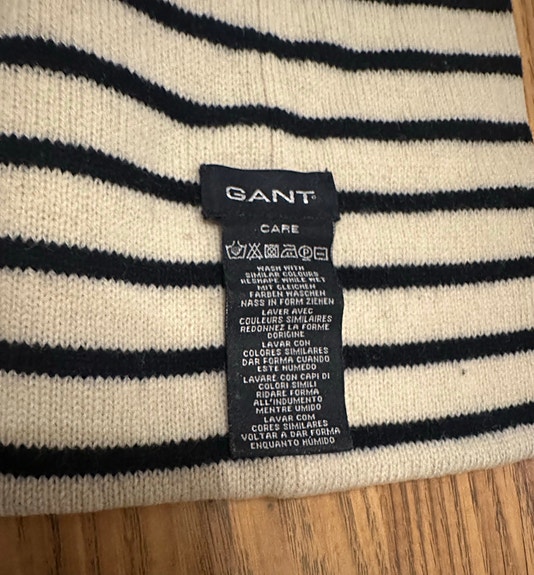 GANT
CARE
WASH WITH
SIMILAR COLOURS
RESHAPE WHILE WET
MIT GLEICHEN
FARBEN WASCHEN
NASS IN FORM ZIEHEN
LAVER AVEC
COULEURS SIMILAIRES
REDONNEZ LA FORME
D'ORIGINE
LAVAR CON
COLORES SIMILARES
DAR FORMA CUANDO
ESTE HUMEDO
LAVARE CON CAPI DI
COLORI SIMILI
RIDARE FORMA
ALL'INDUMENTO
MENTRE UMIDO
LAVAR COM
CORES SIMILARES
VOLTAR A DAR FORMA
ENQUANTO HÚMIDO